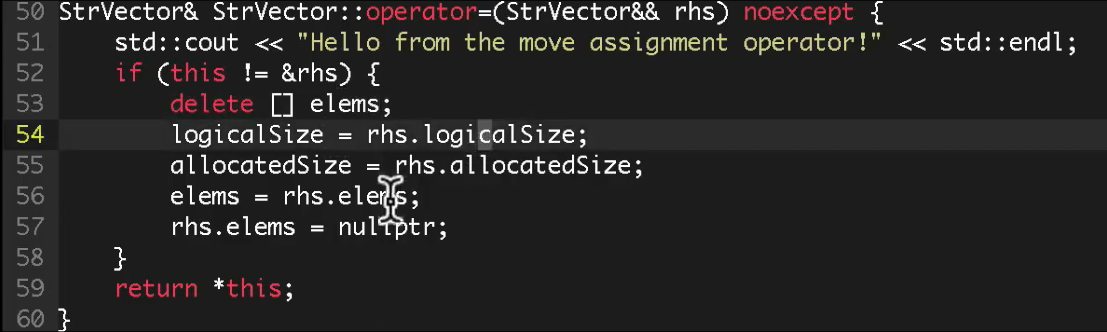 50 StrVector& StrVector::operator=(StrVector&& rhs) noexcept {
51     std::cout << "Hello from the move assignment operator!" << std::endl;
52     if (this != &rhs) {
53         delete [] elems;
54         logicalSize = rhs.logicalSize;
55         allocatedSize = rhs.allocatedSize;
56         elems = rhs.elems;
57         rhs.elems = nullptr;
58     }
59     return *this;
60 }